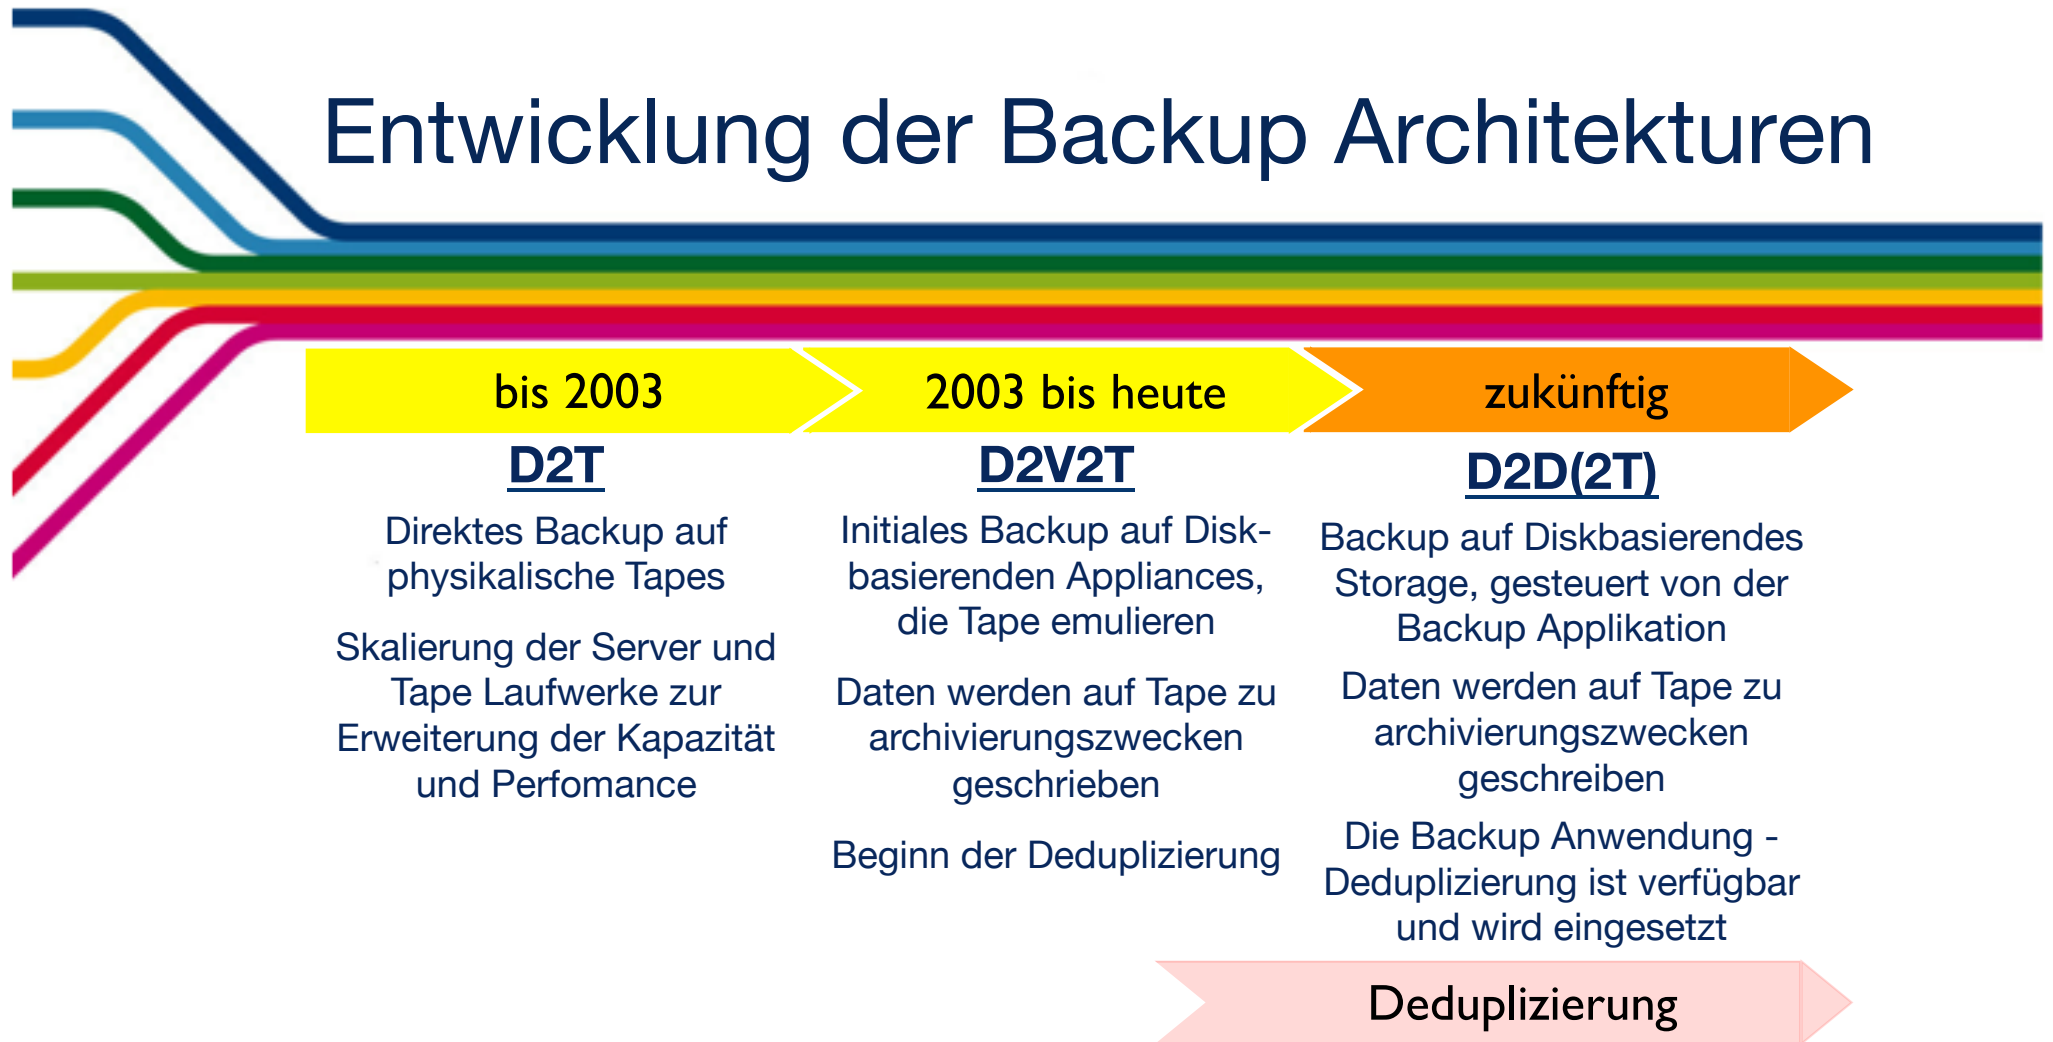 Entwicklung der Backup Architekturen
bis 2003
D2T
Direktes Backup auf
physikalische Tapes
Skalierung der Server und
Tape Laufwerke zur
Erweiterung der Kapazität
und Perfomance
2003 bis heute
D2V2T
Initiales Backup auf Disk-
basierenden Appliances,
die Tape emulieren
Daten werden auf Tape zu
archivierungszwecken
geschrieben
Beginn der Deduplizierung
zukünftig
D2D(2T)
Backup auf Diskbasierendes
Storage, gesteuert von der
Backup Applikation
Daten werden auf Tape zu
archivierungszwecken
geschreiben
Die Backup Anwendung -
Deduplizierung ist verfügbar
und wird eingesetzt
Deduplizierung